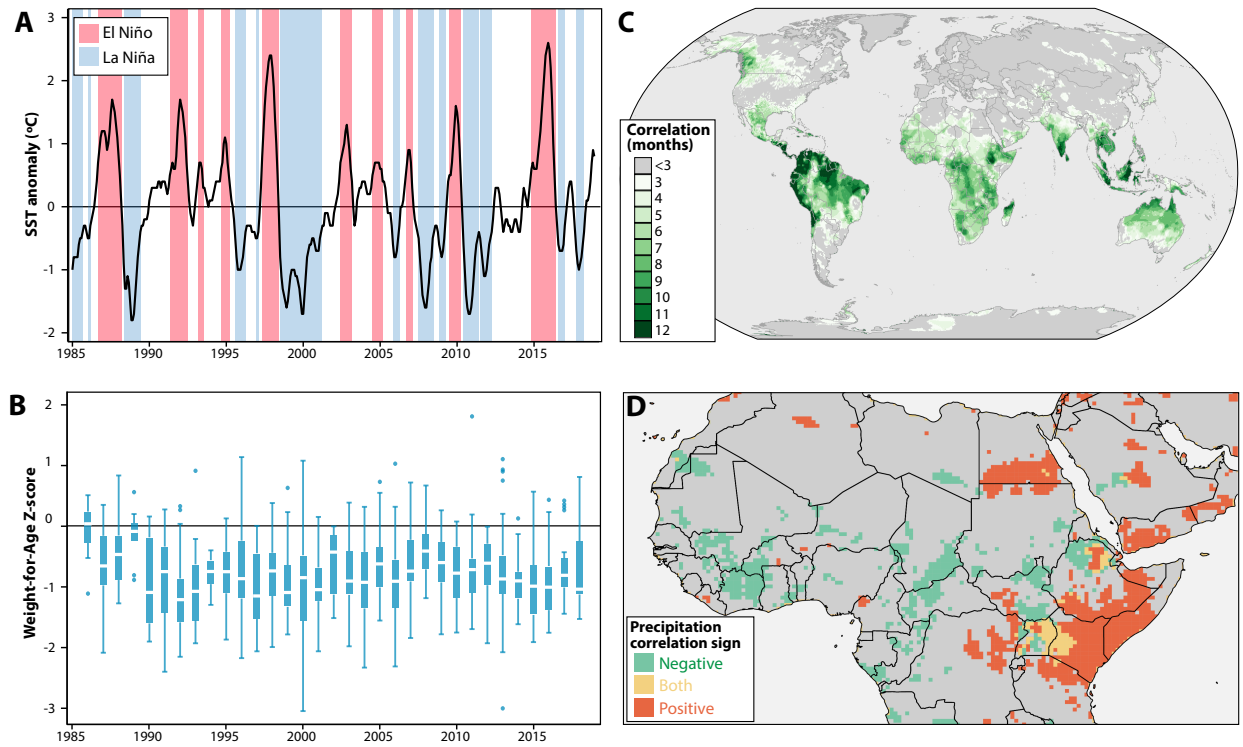 A
El Niño
La Niña
SST anomaly (ºC)
3
2
1
0
-1
-2
1985
1990
1995
2000
2005
2010
2015
B
Weight-for-Age Z-score
2
1
0
-1
-2
-3
1985
1990
1995
2000
2005
2010
2015
C
Correlation
(months)
<3
3
4
5
6
7
8
9
10
11
12
D
Precipitation
correlation sign
Negative
Both
Positive